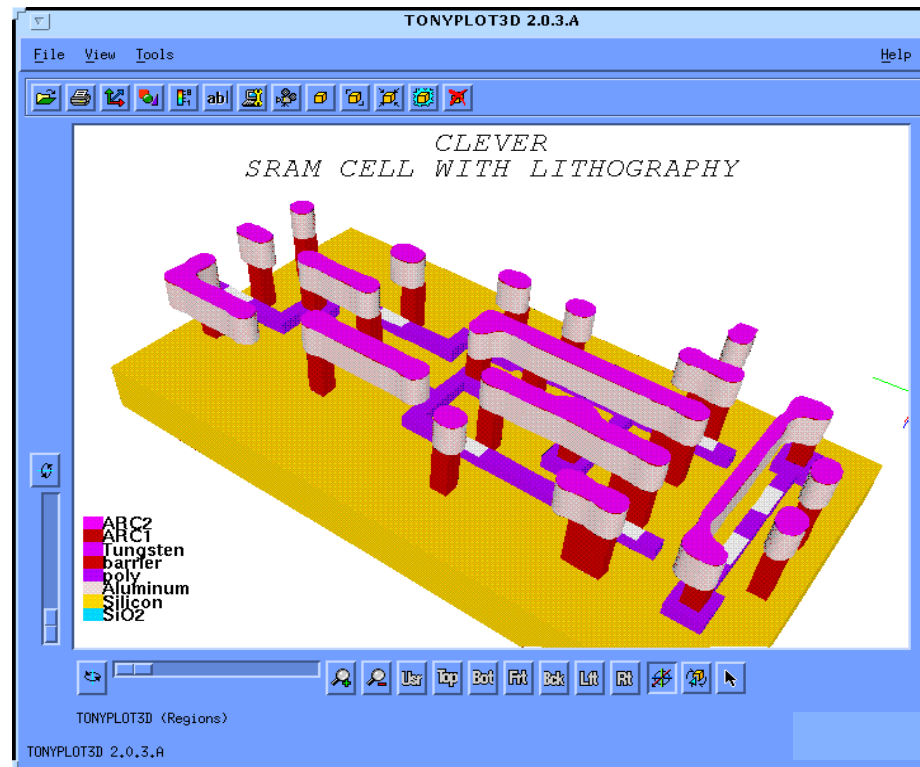 TONYPLOT3D 2.0.3.A
File View Tools Help
abl
CLEVER
SRAM CELL WITH LITHOGRAPHY
ARC2
ARC1
Tungsten
barrier
poly
Aluminum
Silicon
SiO2
Usr Top Bot Frt Bck Lft Rt
TONYPLOT3D (Regions)
TONYPLOT3D 2.0.3.A